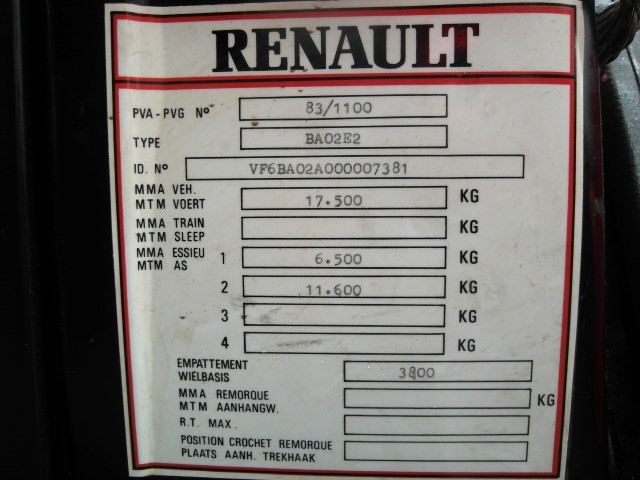 RENAULT
PVA - PVG Nº 83/1100
TYPE BA02E2
ID. Nº VF6BA02A000007381
MMA VEH.
MTM VOERT 17.500 KG
MMA TRAIN
MTM SLEEP KG
MMA ESSIEU
MTM AS 1 6.500 KG
2 11.600 KG
3 KG
4 KG
EMPATTEMENT
WIELBASIS 3800
MMA REMORQUE
MTM AANHANGW. KG
R.T. MAX.
POSITION CROCHET REMORQUE
PLAATS AANH. TREKHAAK